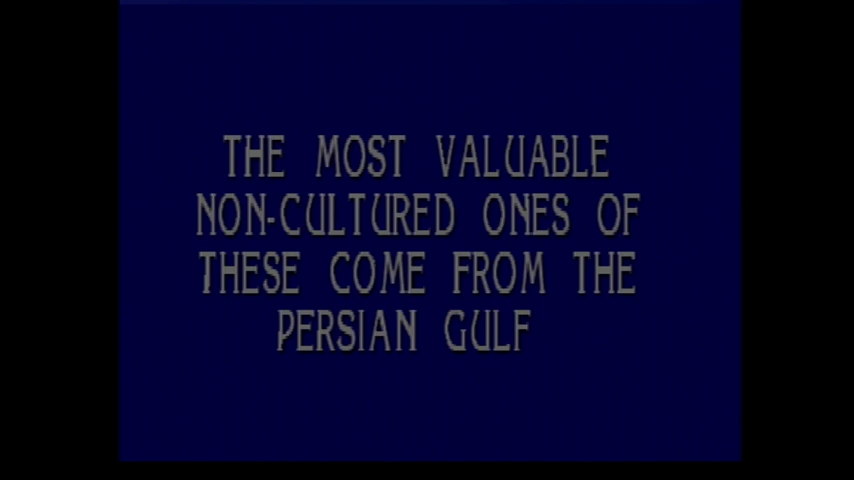 THE MOST VALUABLE
NON-CULTURED ONES OF
THESE COME FROM THE
PERSIAN GULF